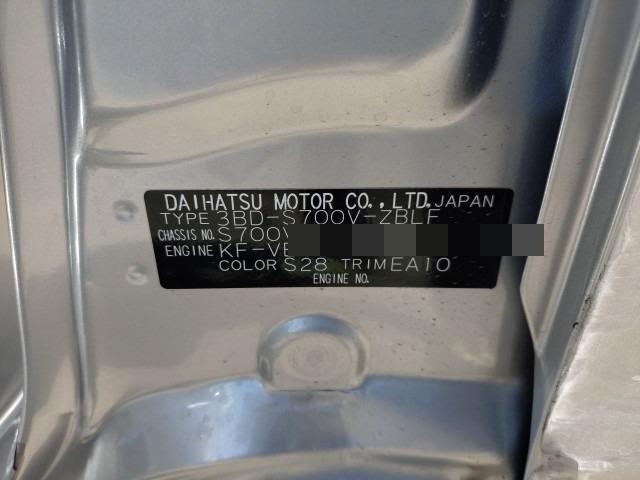 DAIHATSU MOTOR CO.,LTD. JAPAN
TYPE 3BD-S700V-ZBLF
CHASSIS NO. S700V
ENGINE KF-VE
COLOR S28 TRIM EA10
ENGINE NO.